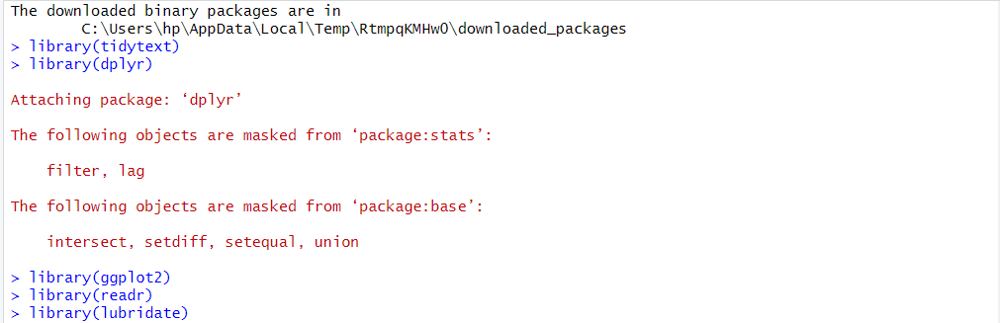 The downloaded binary packages are in
        C:\Users\hp\AppData\Local\Temp\RtmpqKMHwO\downloaded_packages
> library(tidytext)
> library(dplyr)

Attaching package: ‘dplyr’

The following objects are masked from ‘package:stats’:

    filter, lag

The following objects are masked from ‘package:base’:

    intersect, setdiff, setequal, union

> library(ggplot2)
> library(readr)
> library(lubridate)